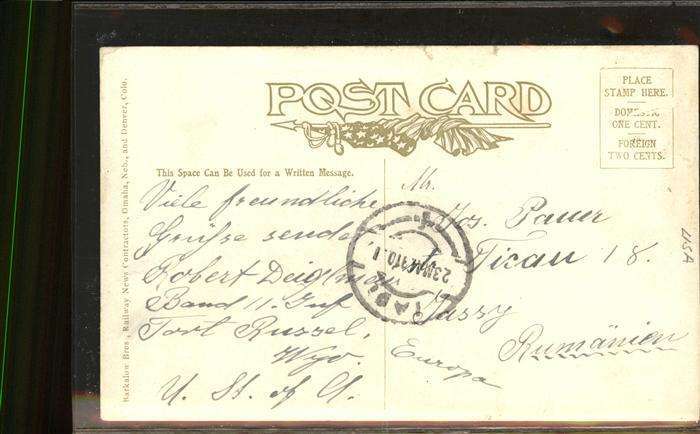 POST CARD
PLACE
STAMP HERE.
DOMESTIC
ONE CENT.
FOREIGN
TWO CENTS.
This Space Can Be Used for a Written Message.
Barkalow Bros., Railway News Contractors, Omaha, Neb., and Denver, Colo.
Viele freundliche
Grüße sendet
Robert
Band 11. Inf
Fort Russel,
Wyo.
U. St. of A.
Mr.
Jos. Pauer
Ticau 18.
Jassy
Rumänien
Europa
USA